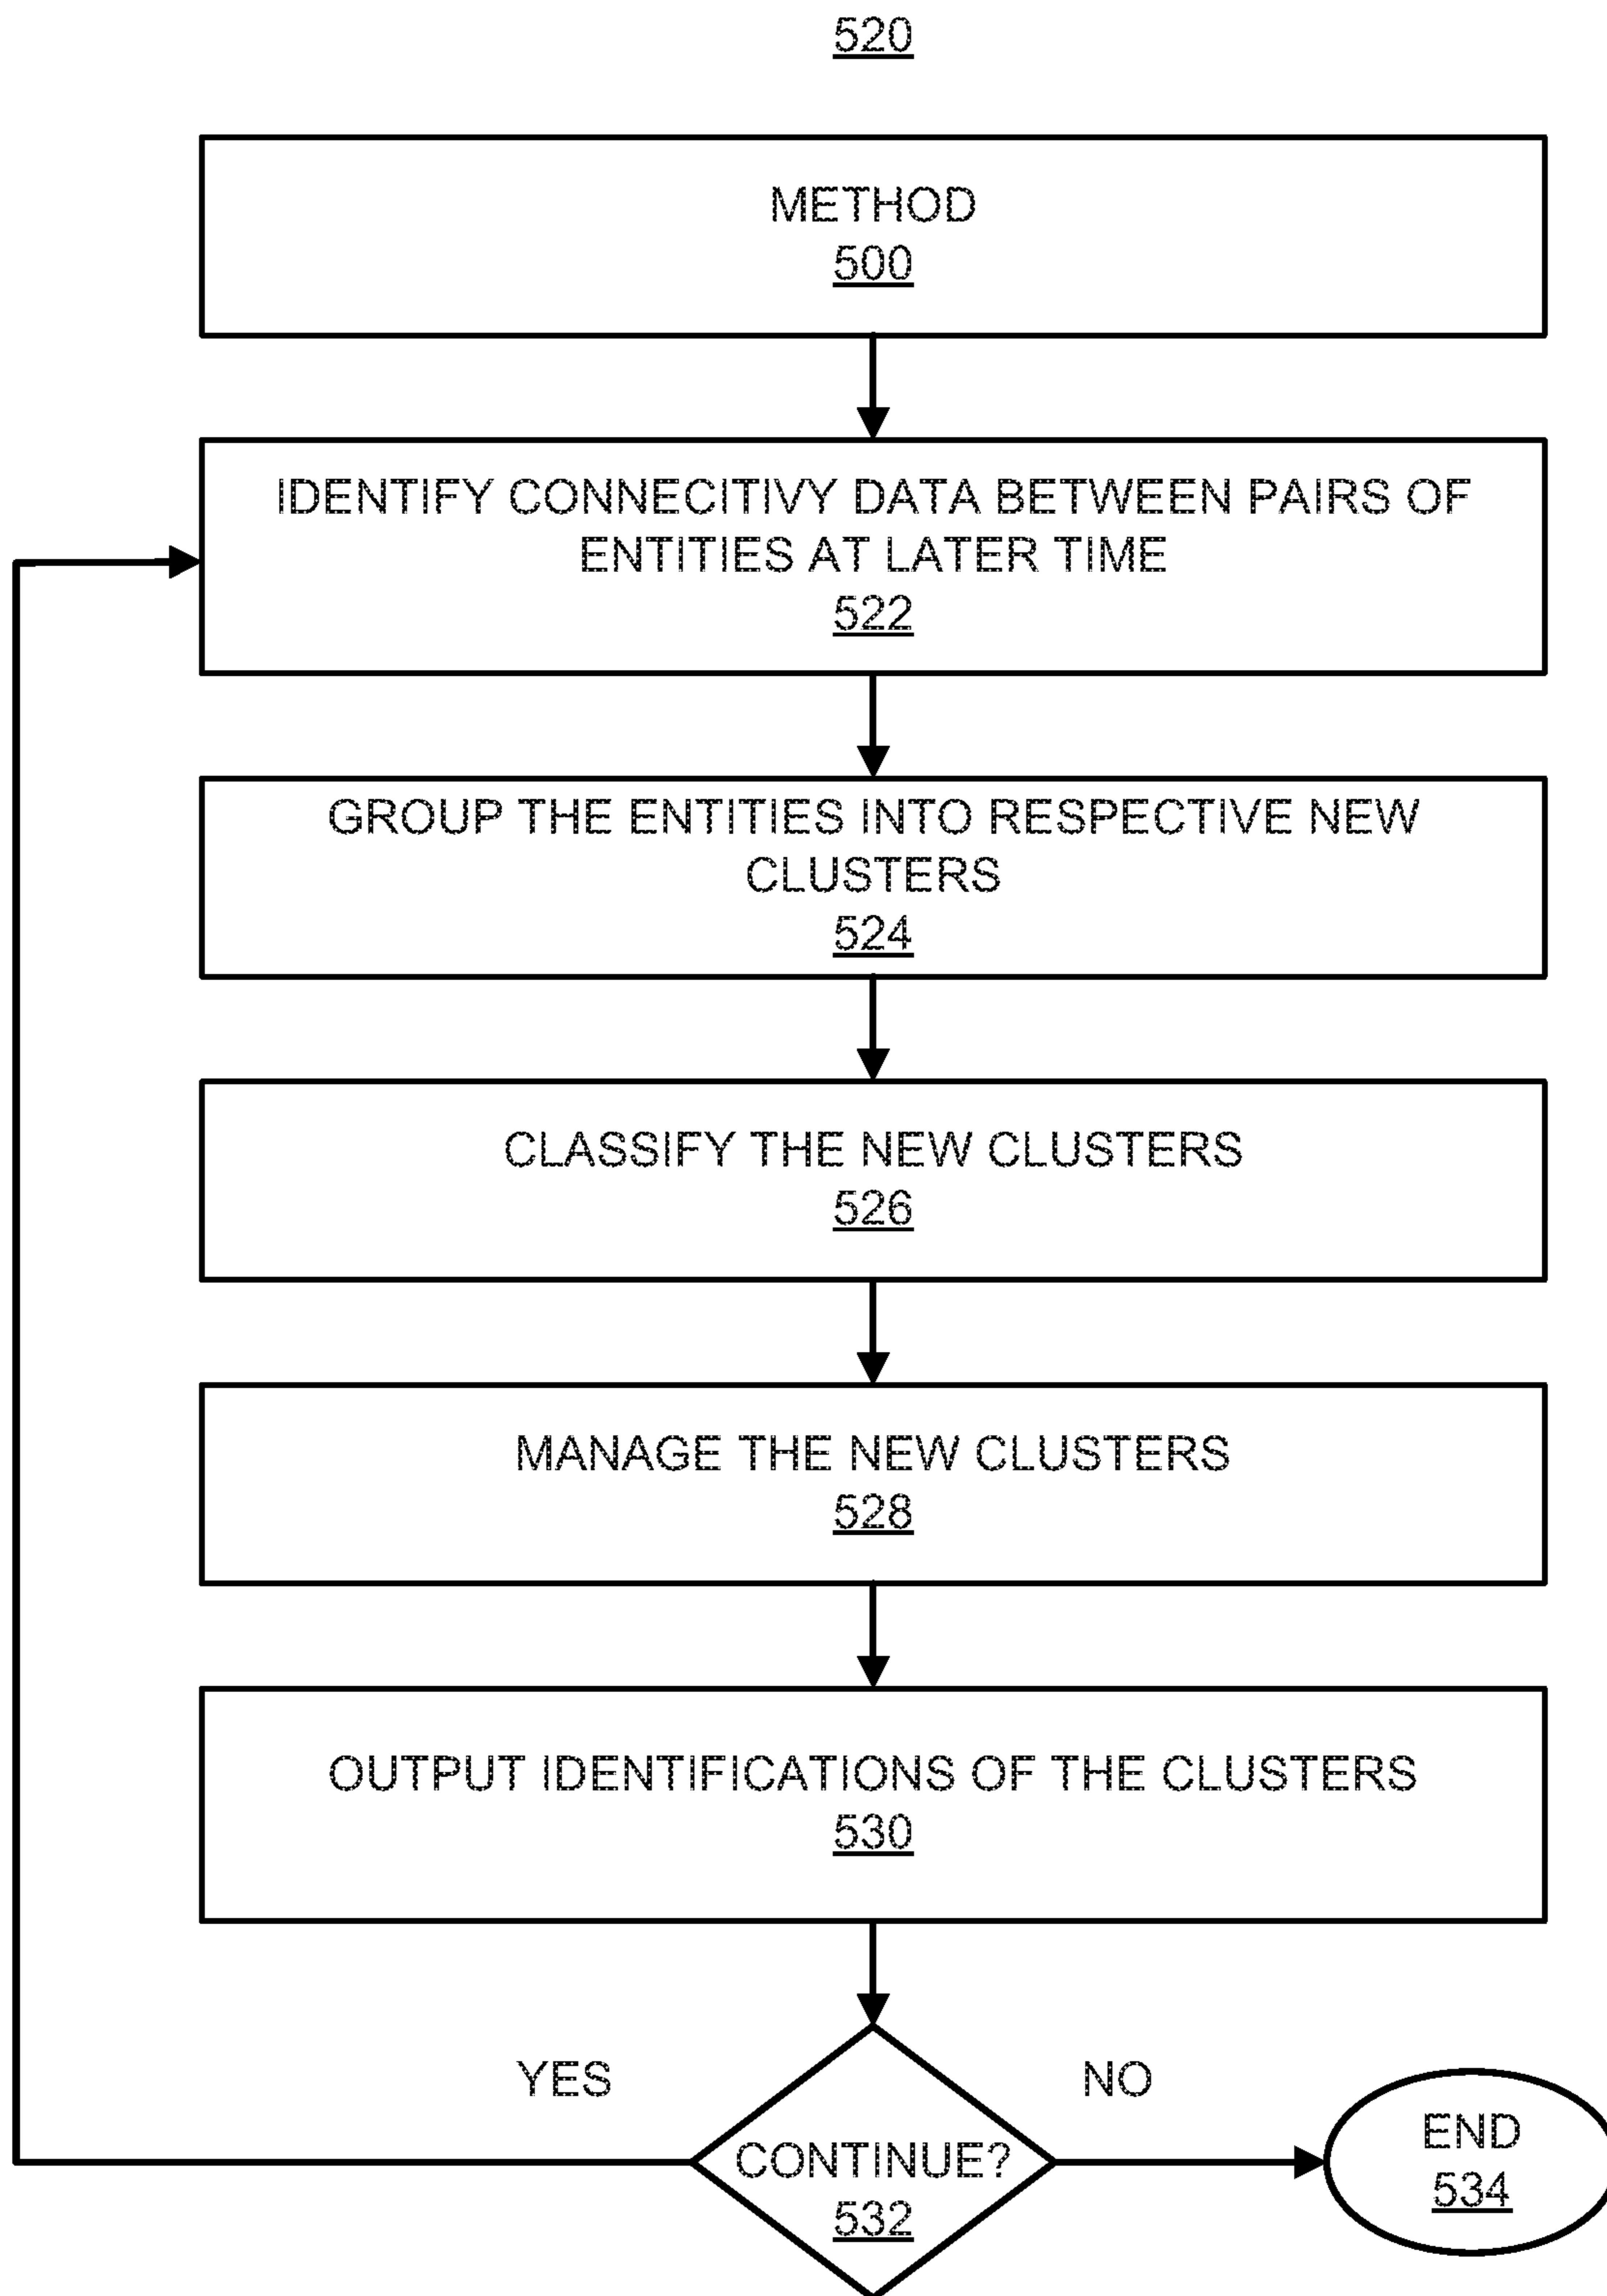 520
METHOD
500
IDENTIFY CONNECITIVY DATA BETWEEN PAIRS OF
ENTITIES AT LATER TIME
522
GROUP THE ENTITIES INTO RESPECTIVE NEW
CLUSTERS
524
CLASSIFY THE NEW CLUSTERS
526
MANAGE THE NEW CLUSTERS
528
OUTPUT IDENTIFICATIONS OF THE CLUSTERS
530
YES
NO
CONTINUE?
532
END
534